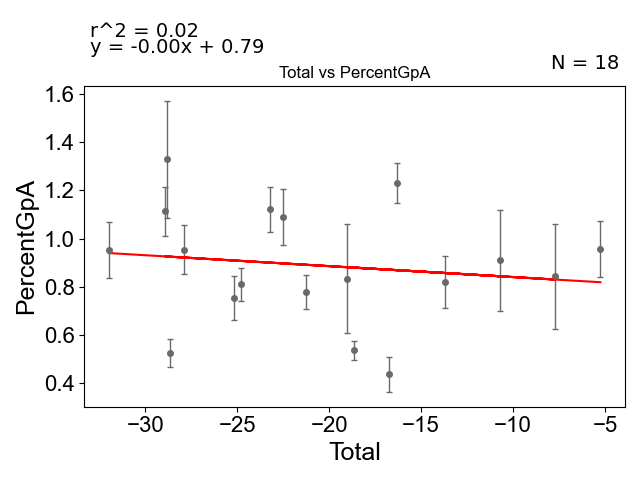 r^2 = 0.02
y = -0.00x + 0.79
N = 18
Total vs PercentGpA
PercentGpA
1.6
1.4
1.2
1.0
0.8
0.6
0.4
−30
−25
−20
−15
−10
−5
Total